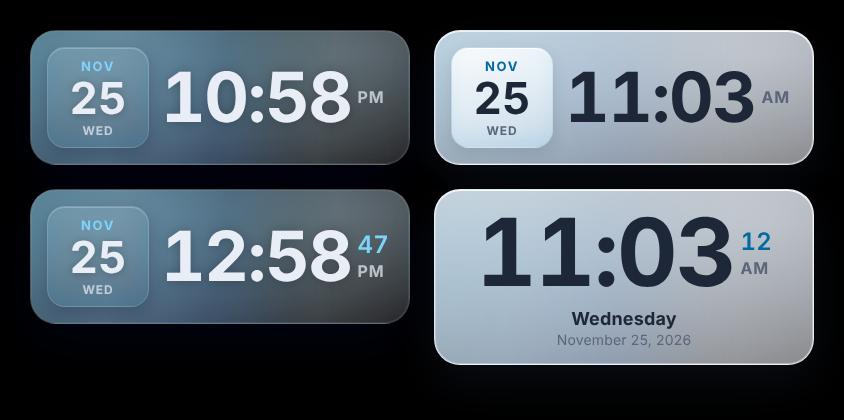 NOV
25
WED
10:58 PM
NOV
25
WED
11:03 AM
NOV
25
WED
12:58 47 PM
11:03 12 AM
Wednesday
November 25, 2026